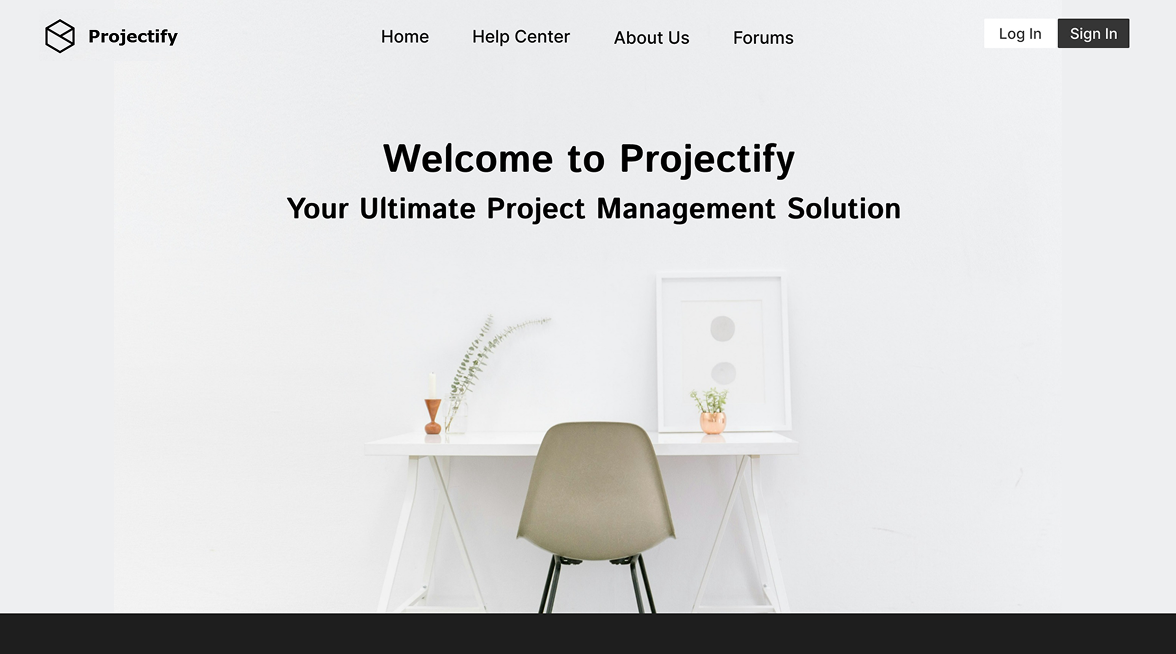 Projectify
Home Help Center About Us Forums
Log In Sign In
Welcome to Projectify
Your Ultimate Project Management Solution